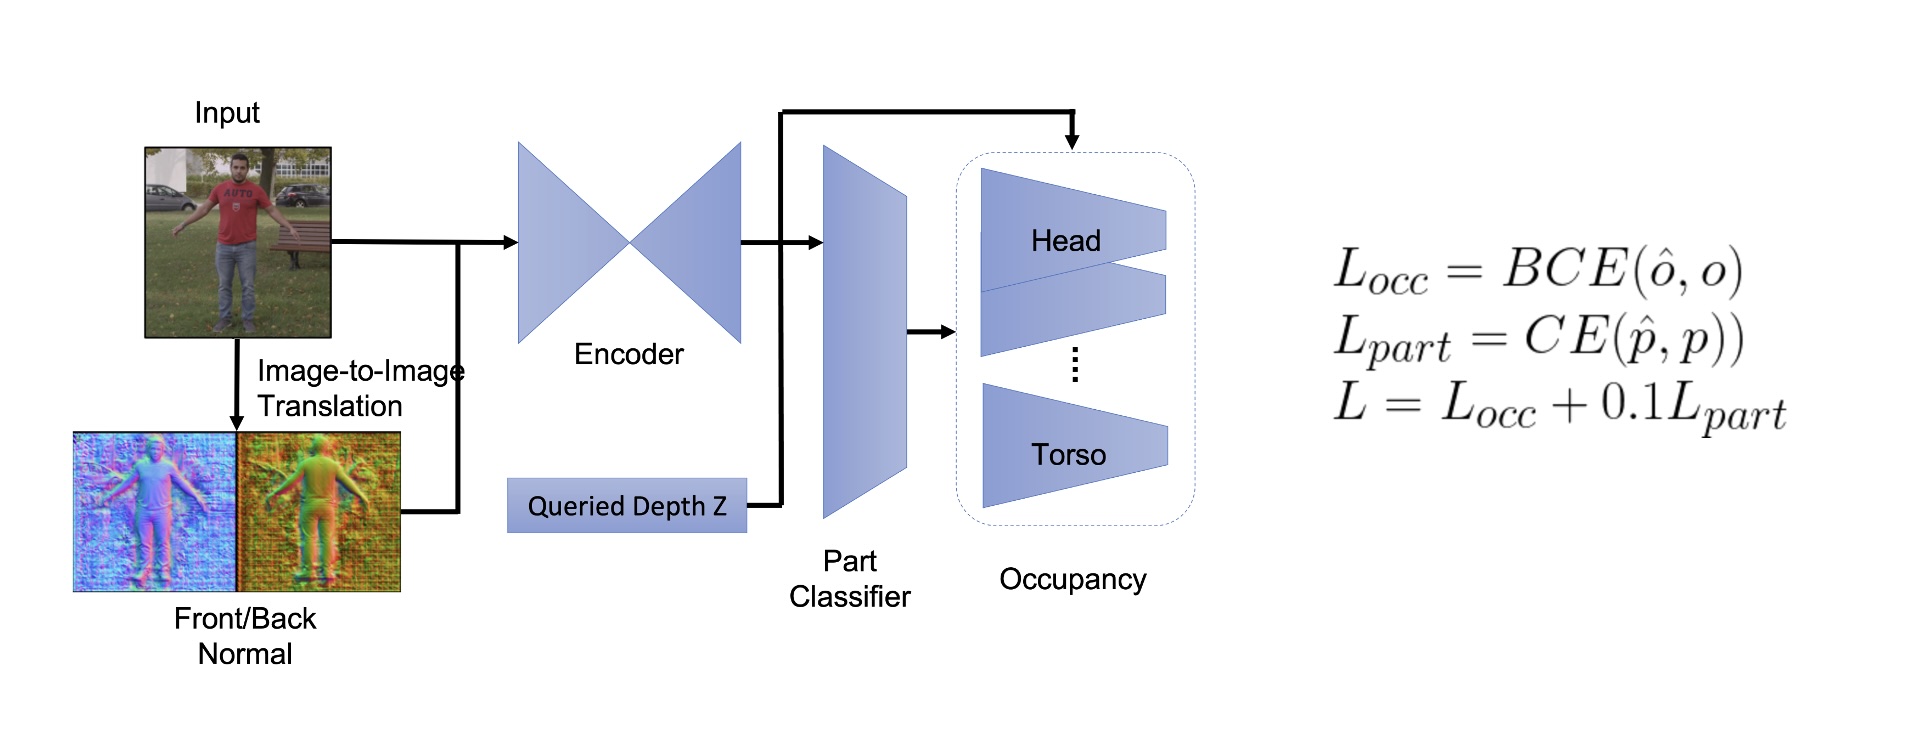 Input
AUTO
Image-to-Image
Translation
Front/Back
Normal
Encoder
Queried Depth Z
Part
Classifier
Head
Torso
Occupancy
L_{occ} = BCE(\hat{o}, o)
L_{part} = CE(\hat{p}, p))
L = L_{occ} + 0.1L_{part}